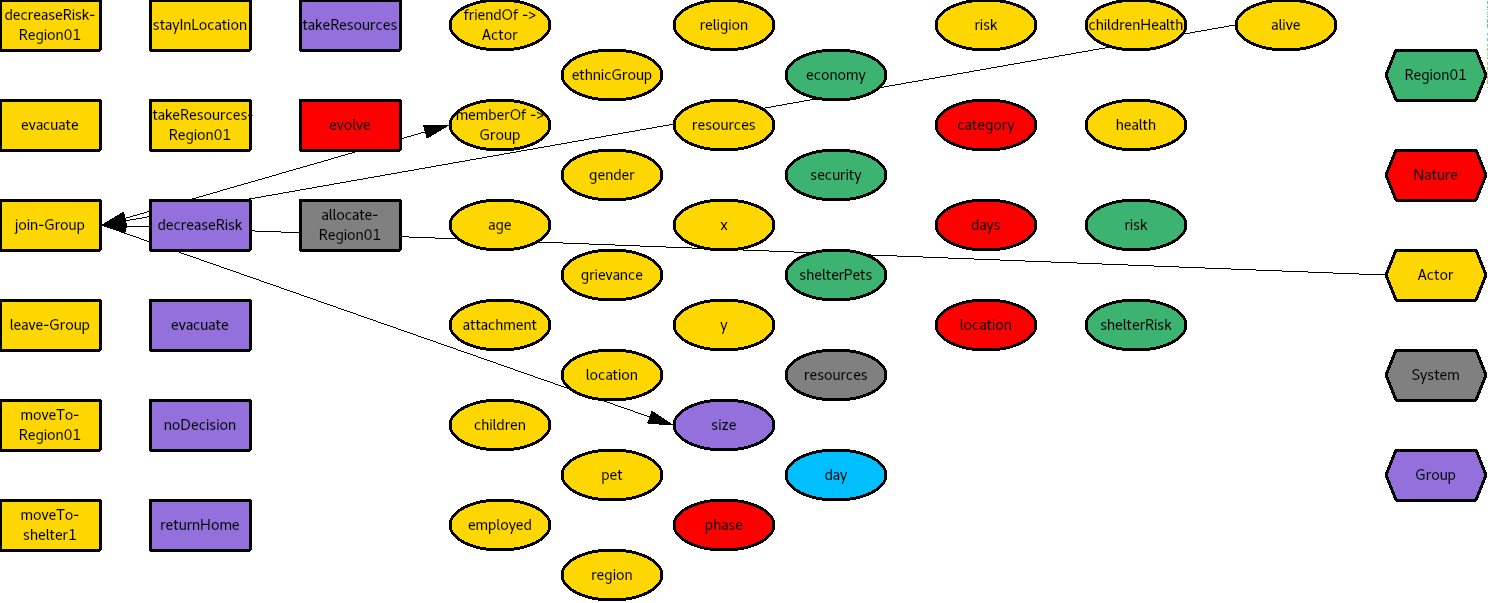 decreaseRisk-
Region01
stayInLocation
takeResources
friendOf ->
Actor
religion
risk
childrenHealth
alive
ethnicGroup
economy
Region01
evacuate
takeResources-
Region01
evolve
memberOf ->
Group
resources
category
health
gender
security
Nature
join-Group
decreaseRisk
allocate-
Region01
age
x
days
risk
grievance
shelterPets
Actor
leave-Group
evacuate
attachment
y
location
shelterRisk
location
resources
System
moveTo-
Region01
noDecision
children
size
pet
day
Group
moveTo-
shelter1
returnHome
employed
phase
region